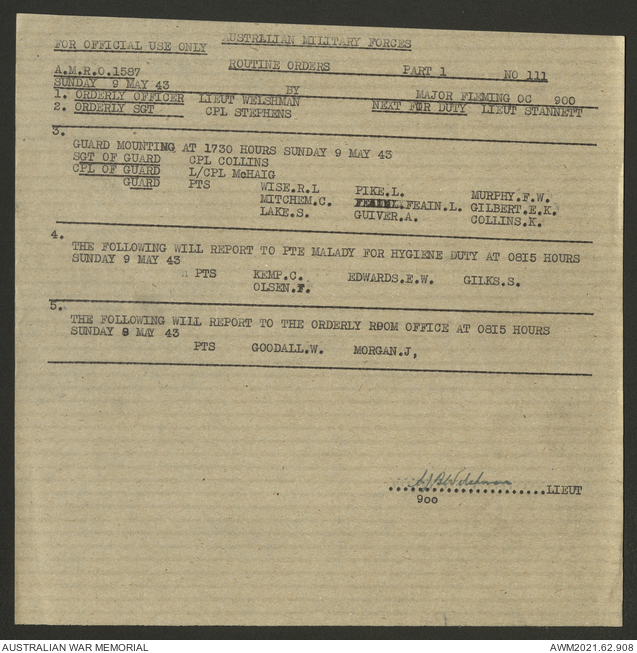 FOR OFFICIAL USE ONLY AUSTRLLIAN MILITARY FORCES
A.M.R.O.1587 ROUTINE ORDERS PART 1 NO 111
SUNDAY 9 MAY 43 BY MAJOR FLEMING OC 900
1. ORDERLY OFFICER LIEUT WELSHMAN NEXT FOR DUTY LIEUT STANNETT
2. ORDERLY SGT CPL STEPHENS
3.
GUARD MOUNTING AT 1730 HOURS SUNDAY 9 MAY 43
SGT OF GUARD CPL COLLINS
CPL OF GUARD L/CPL McHAIG
GUARD PTS WISE.R.L PIKE.L. MURPHY.F.W.
MITCHEM.C. FEAIN.L. GILBERT.E.K.
LAKE.S. GUIVER.A. COLLINS.K.
4.
THE FOLLOWING WILL REPORT TO PTE MALADY FOR HYGIENE DUTY AT 0815 HOURS
SUNDAY 9 MAY 43
PTS KEMP.C. EDWARDS.E.W. GILKS.S.
OLSEN.F.
5.
THE FOLLOWING WILL REPORT TO THE ORDERLY ROOM OFFICE AT 0815 HOURS
SUNDAY 9 MAY 43
PTS GOODALL.W. MORGAN.J,
LIEUT
900
AUSTRALIAN WAR MEMORIAL AWM2021.62.908